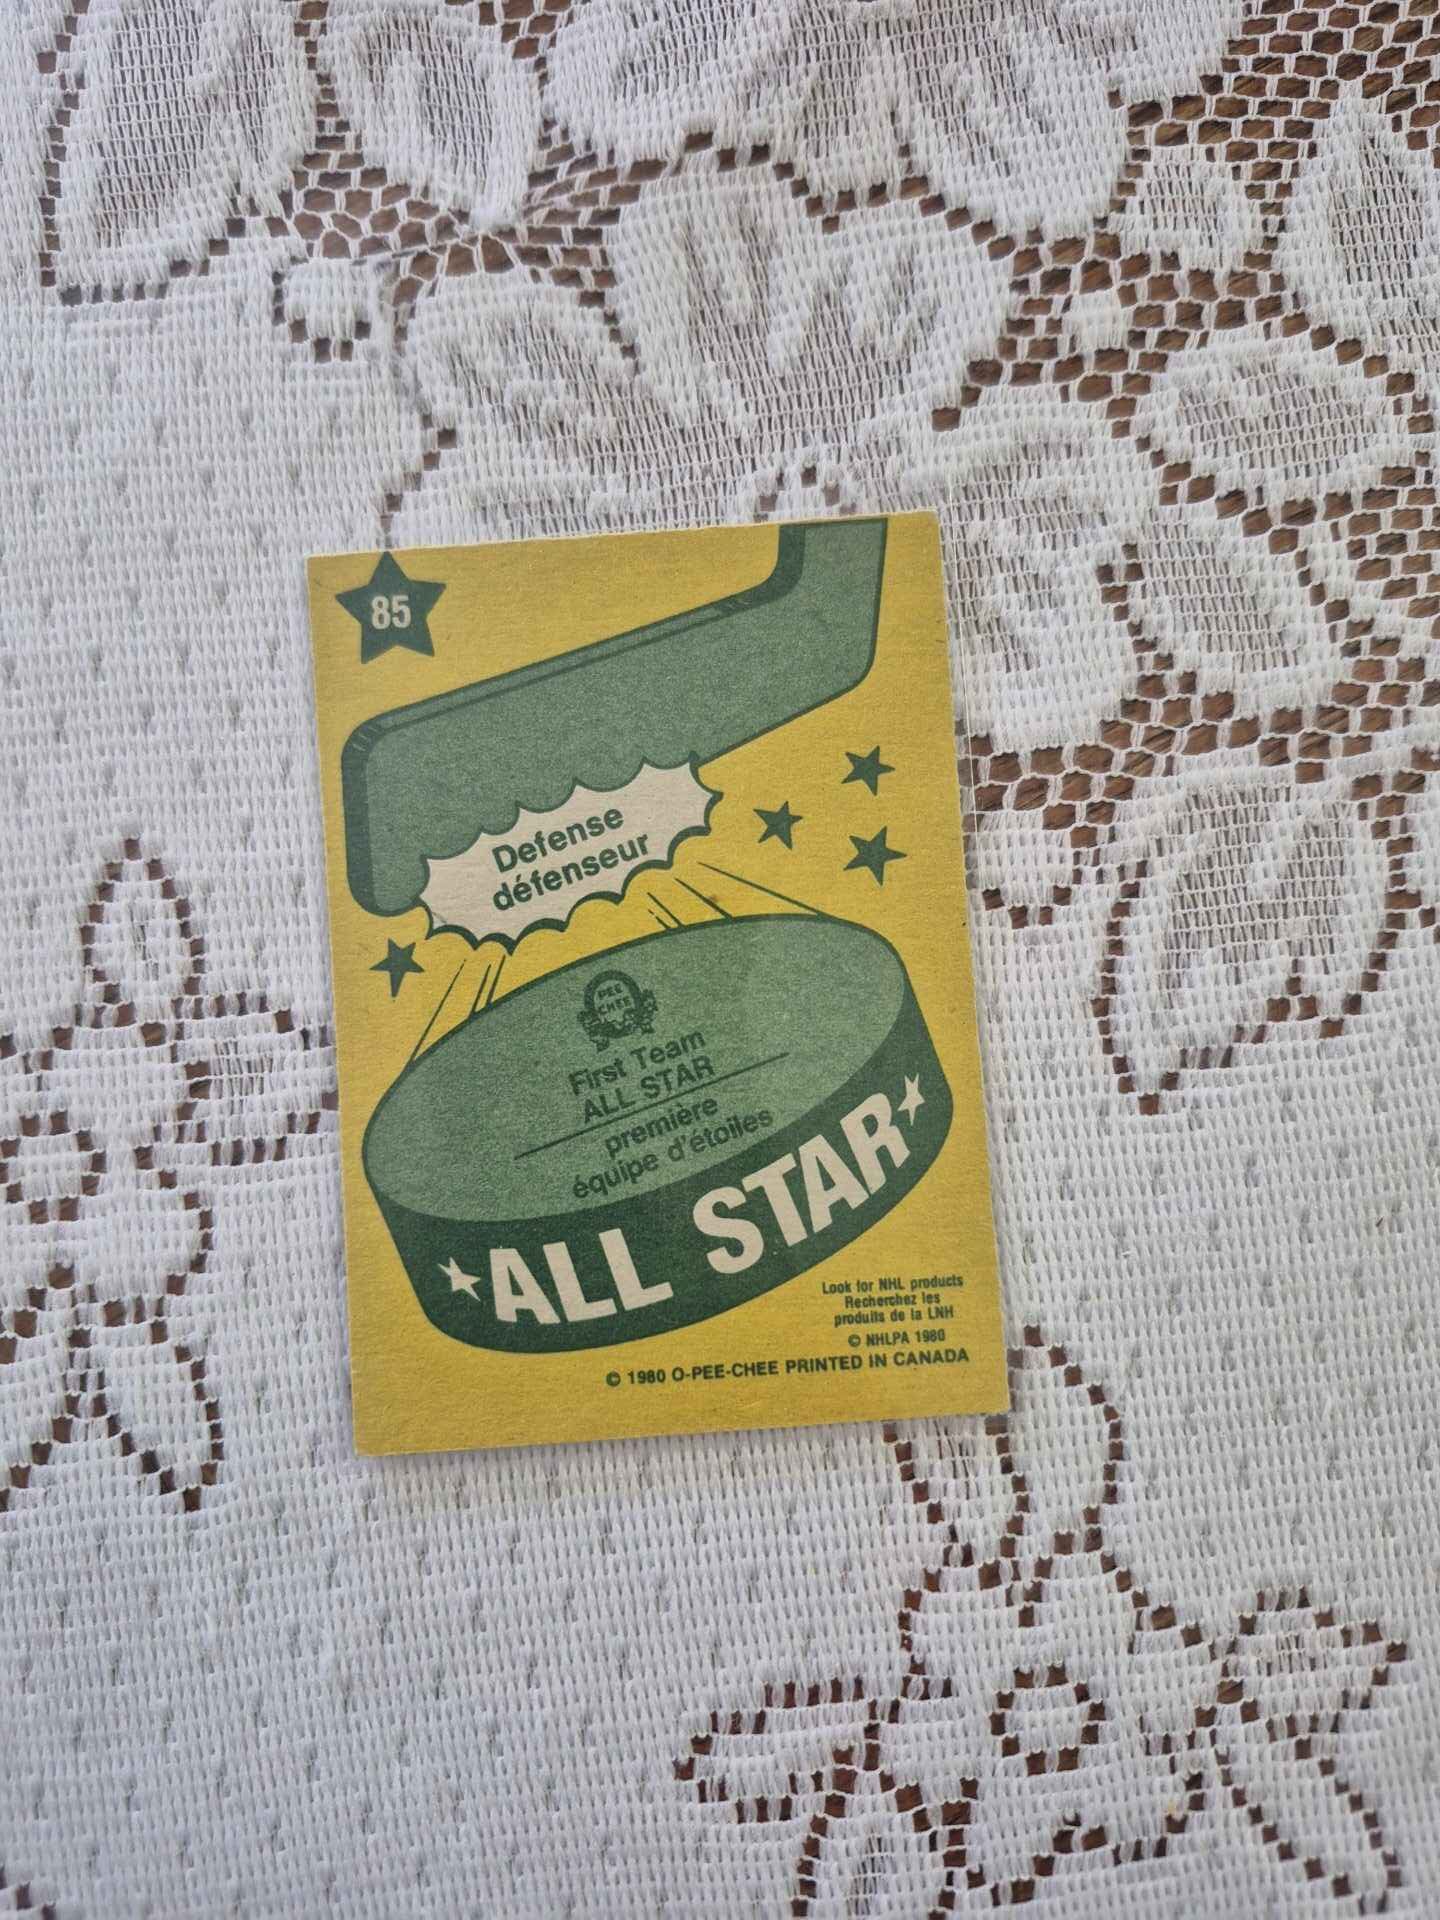 85
Defense
défenseur
PEE
CHEE
First Team
ALL STAR
première
équipe d'étoiles
ALL STAR
Look for NHL products
Recherchez les
produits de la LNH
© NHLPA 1980
© 1980 O-PEE-CHEE PRINTED IN CANADA